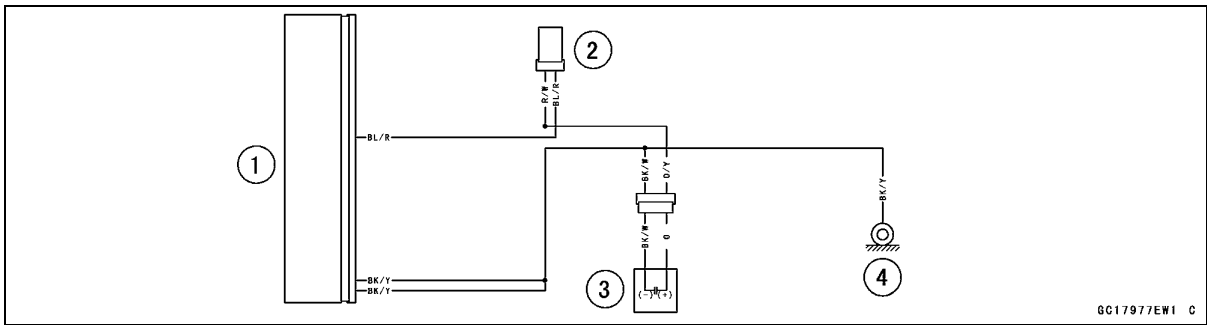 2
R/W
BL/R
BL/R
1
BK/W
O/Y
BK/Y
BK/W
O
BK/Y
BK/Y
3
(-) (+)
4
GC17977EW1 C